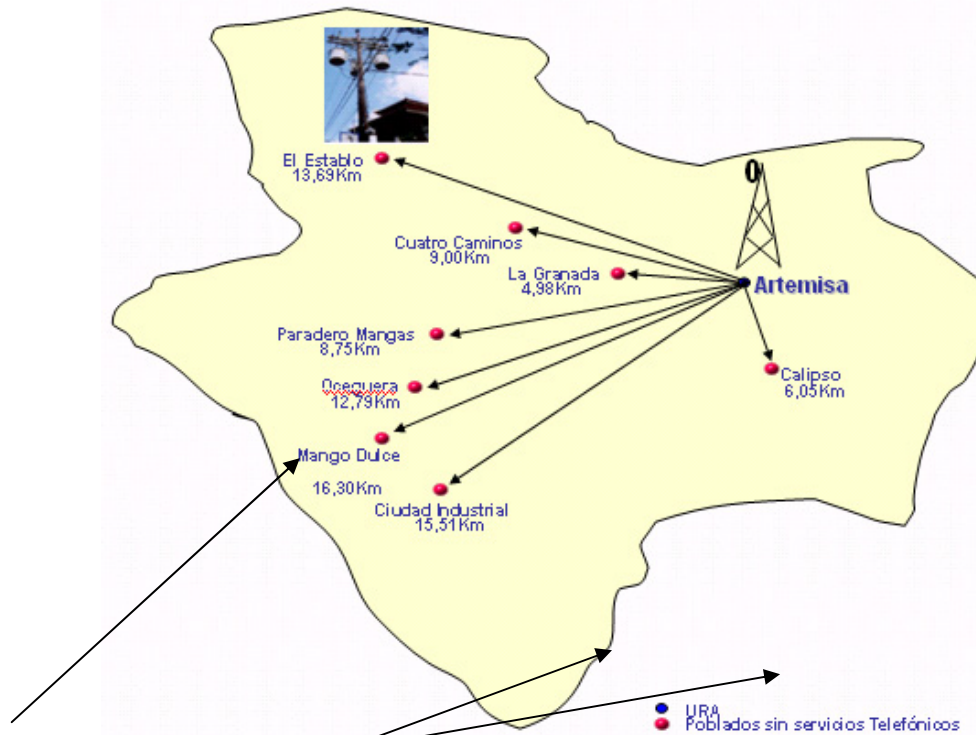 El Establo
13,69Km
0
Cuatro Caminos
9,00Km
La Granada
4,98Km
Artemisa
Paradero Mangas
8,75Km
Calipso
6,05Km
Oceguera
12,79Km
Mango Dulce
16,30Km
Ciudad Industrial
15,51Km
URA
Poblados sin servicios Telefónicos